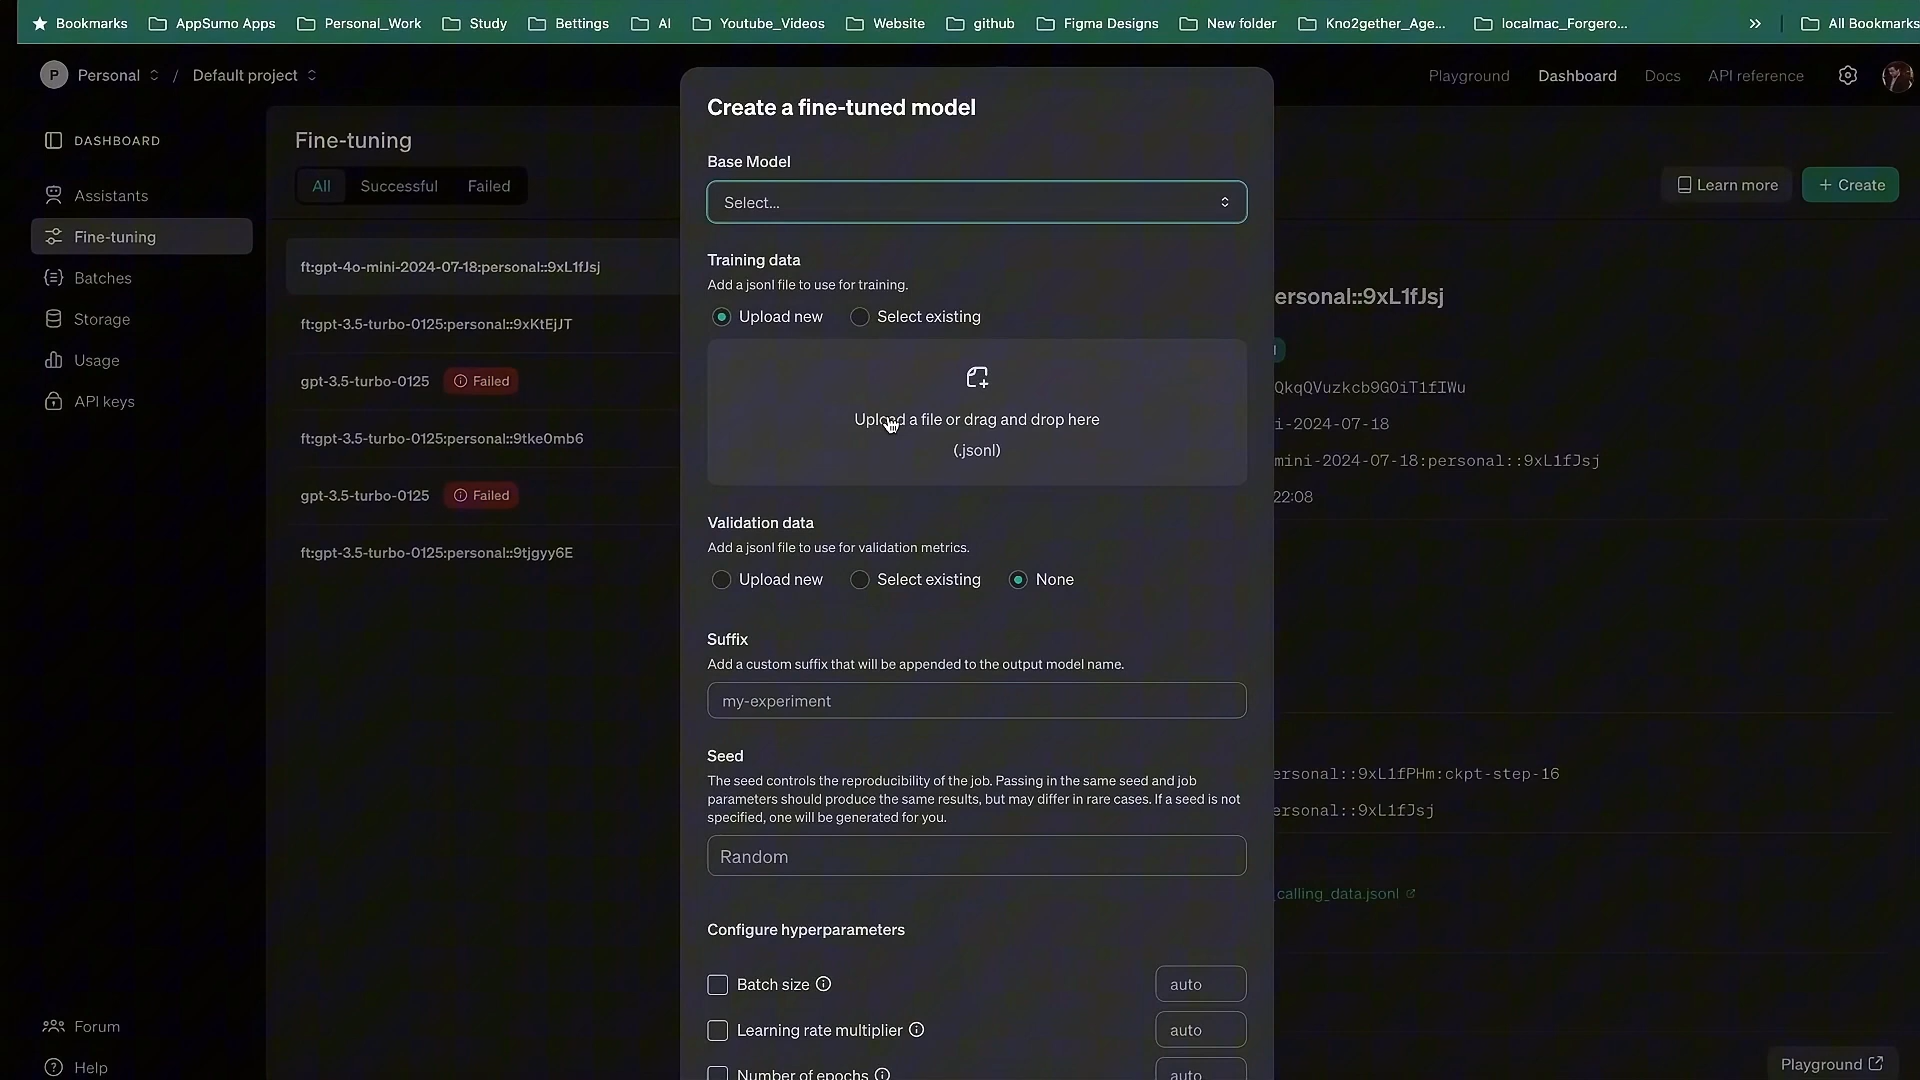 Bookmarks AppSumo Apps Personal_Work Study Bettings AI Youtube_Videos Website github Figma Designs New folder Kno2gether_Age... localmac_Forgero... » All Bookmarks
P Personal / Default project Playground Dashboard Docs API reference
DASHBOARD
Assistants
Fine-tuning
Batches
Storage
Usage
API keys
Forum
Help
Fine-tuning
All Successful Failed
Learn more + Create
ft:gpt-4o-mini-2024-07-18:personal::9xL1fJsj
ft:gpt-3.5-turbo-0125:personal::9xKtEjJT
gpt-3.5-turbo-0125 Failed
ft:gpt-3.5-turbo-0125:personal::9tke0mb6
gpt-3.5-turbo-0125 Failed
ft:gpt-3.5-turbo-0125:personal::9tjgyy6E
Create a fine-tuned model
Base Model
Select...
Training data
Add a jsonl file to use for training.
Upload new Select existing
Upload a file or drag and drop here
(.jsonl)
Validation data
Add a jsonl file to use for validation metrics.
Upload new Select existing None
Suffix
Add a custom suffix that will be appended to the output model name.
my-experiment
Seed
The seed controls the reproducibility of the job. Passing in the same seed and job
parameters should produce the same results, but may differ in rare cases. If a seed is not
specified, one will be generated for you.
Random
Configure hyperparameters
Batch size auto
Learning rate multiplier auto
Number of epochs auto
ersonal::9xL1fJsj
QkqQVuzkcb9GOiT1fIWu
i-2024-07-18
mini-2024-07-18:personal::9xL1fJsj
22:08
ersonal::9xL1fPHm:ckpt-step-16
ersonal::9xL1fJsj
_calling_data.jsonl
Playground